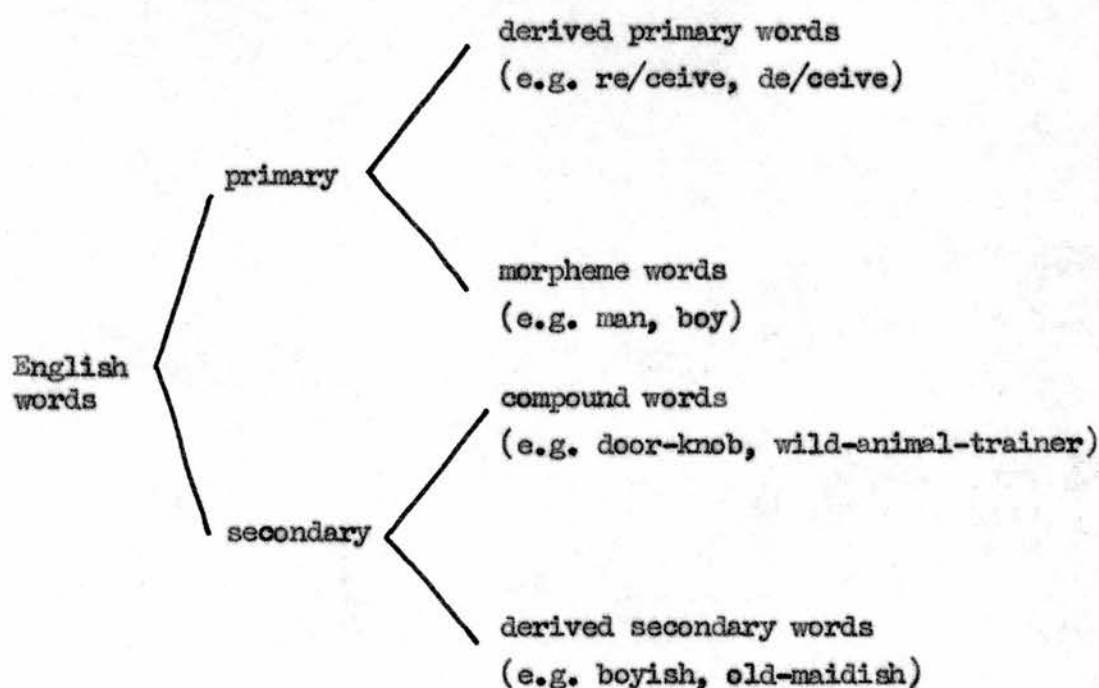 derived primary words
(e.g. re/ceive, de/ceive)
primary
morpheme words
(e.g. man, boy)
English
words
compound words
(e.g. door-knob, wild-animal-trainer)
secondary
derived secondary words
(e.g. boyish, old-maidish)